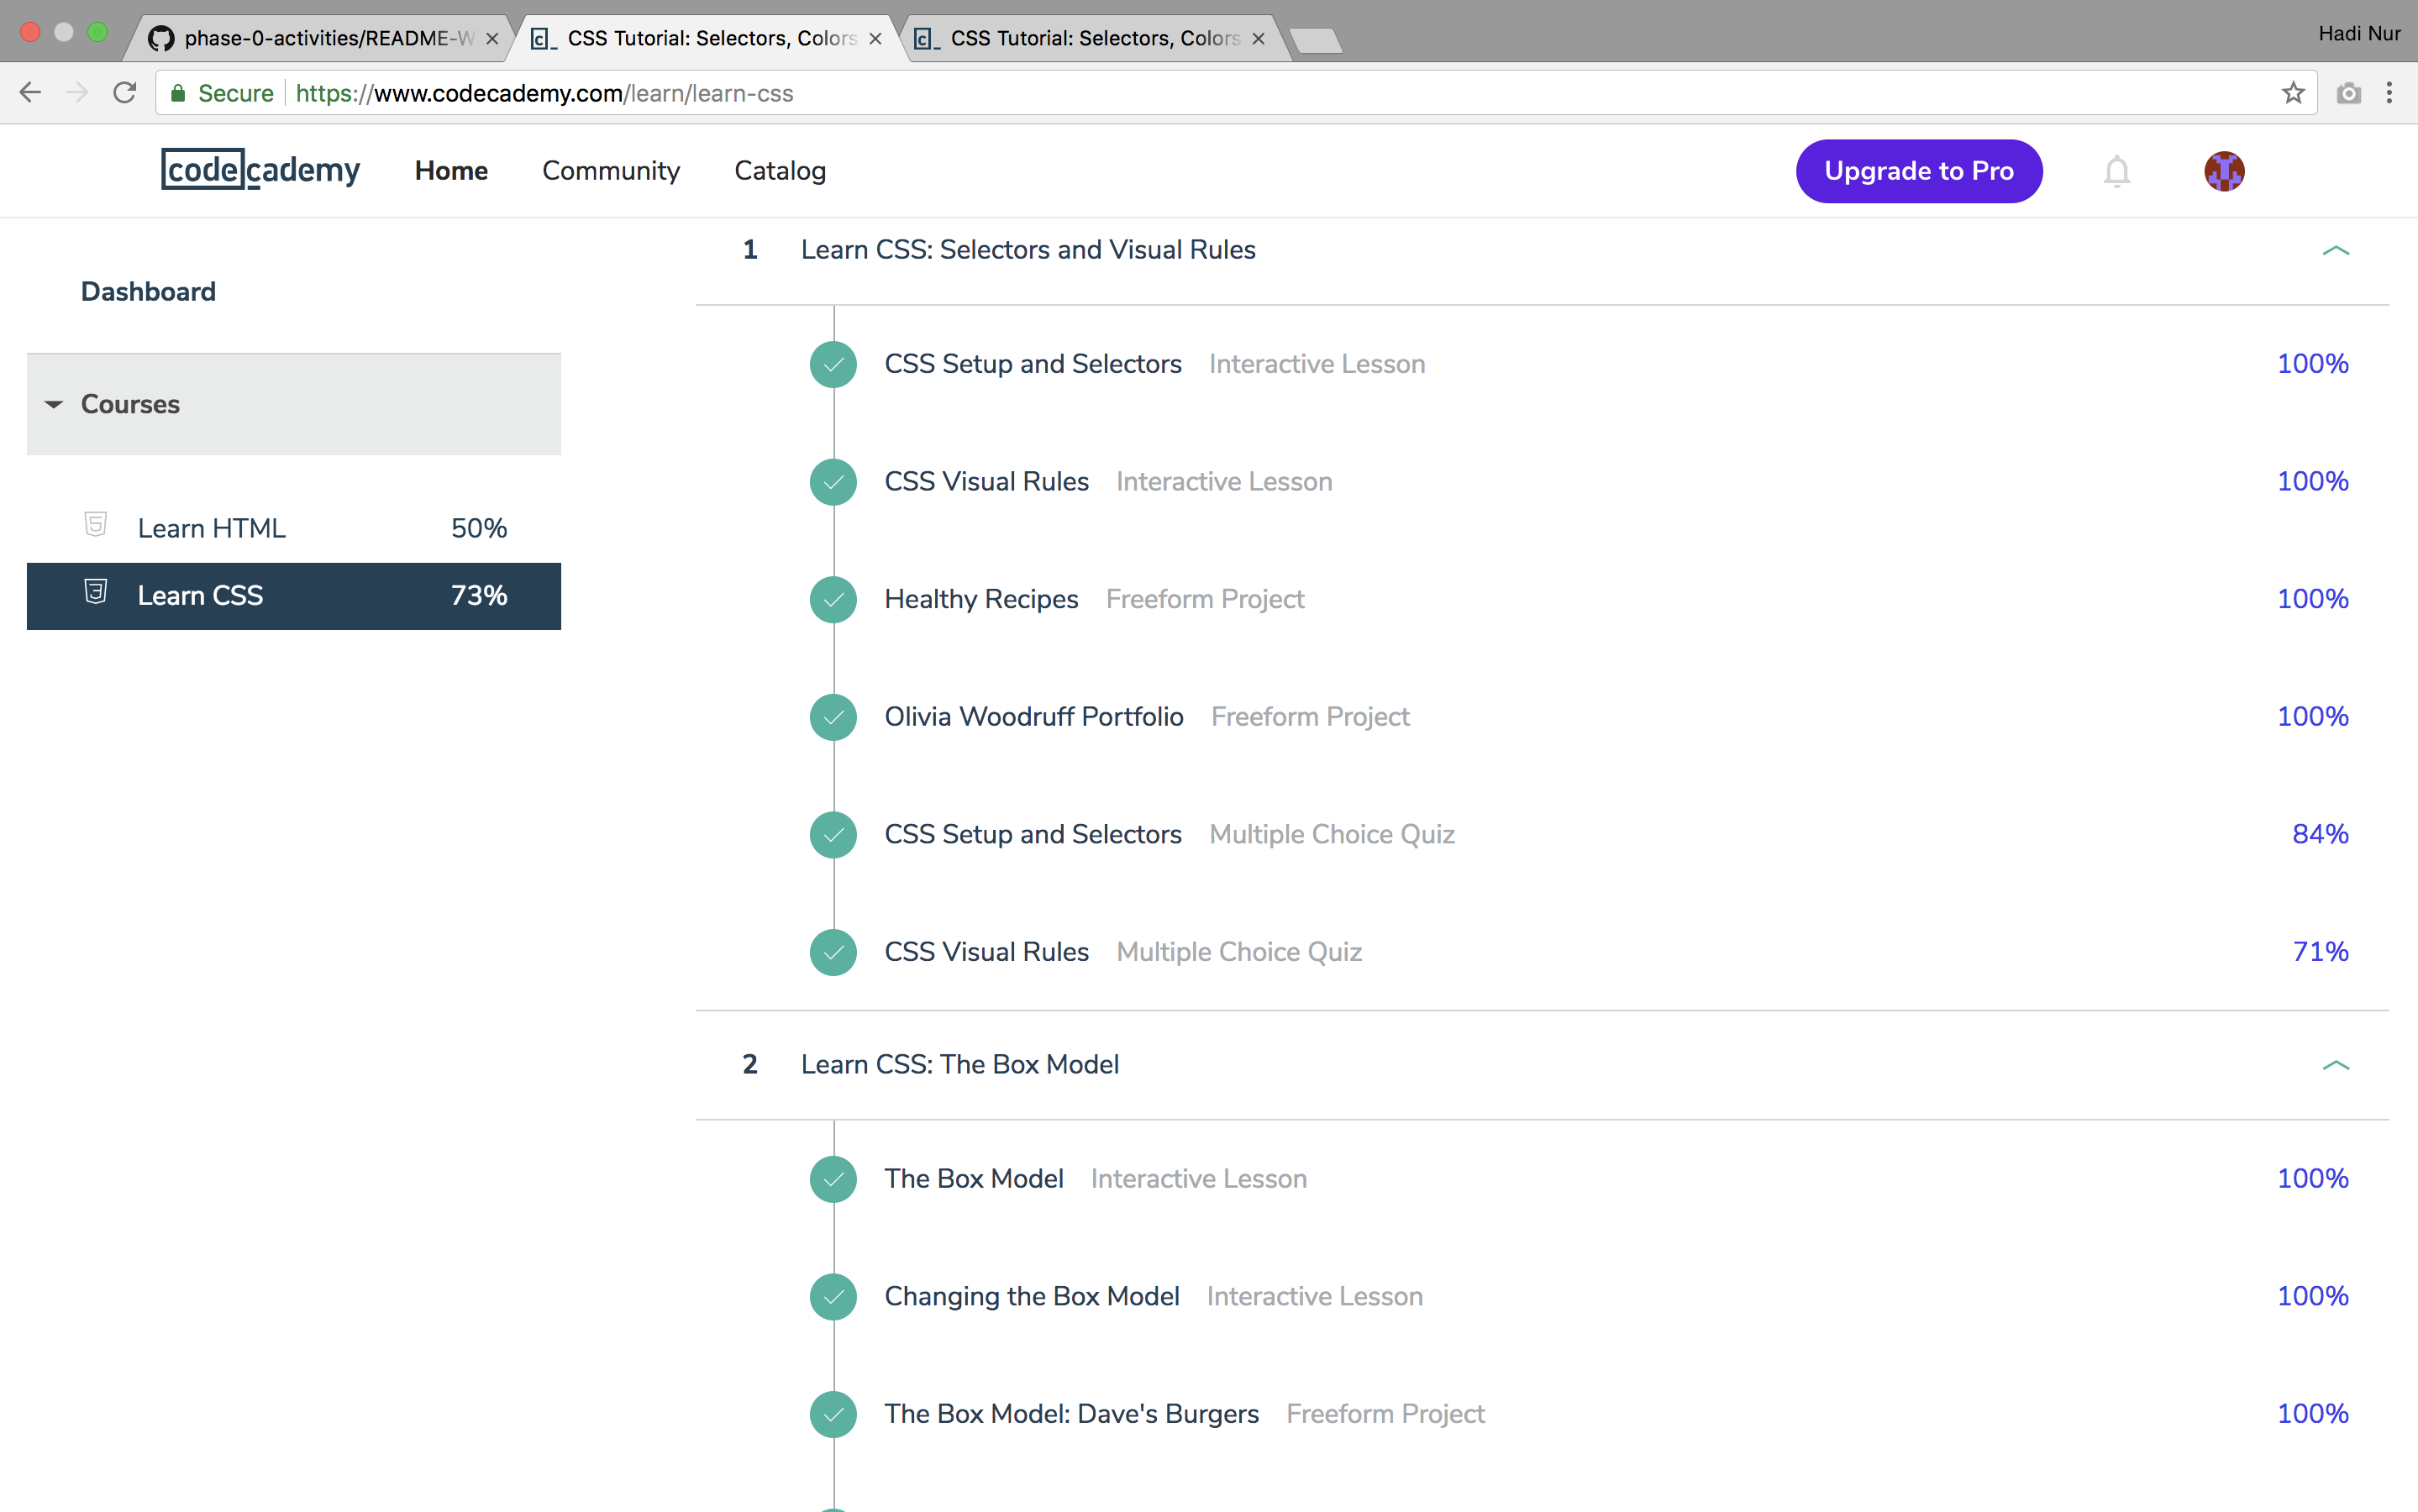 phase-0-activities/README-W
CSS Tutorial: Selectors, Colors
CSS Tutorial: Selectors, Colors
Hadi Nur
Secure https://www.codecademy.com/learn/learn-css
codecademy Home Community Catalog Upgrade to Pro
Dashboard
Courses
Learn HTML 50%
Learn CSS 73%
1 Learn CSS: Selectors and Visual Rules
CSS Setup and Selectors Interactive Lesson 100%
CSS Visual Rules Interactive Lesson 100%
Healthy Recipes Freeform Project 100%
Olivia Woodruff Portfolio Freeform Project 100%
CSS Setup and Selectors Multiple Choice Quiz 84%
CSS Visual Rules Multiple Choice Quiz 71%
2 Learn CSS: The Box Model
The Box Model Interactive Lesson 100%
Changing the Box Model Interactive Lesson 100%
The Box Model: Dave's Burgers Freeform Project 100%